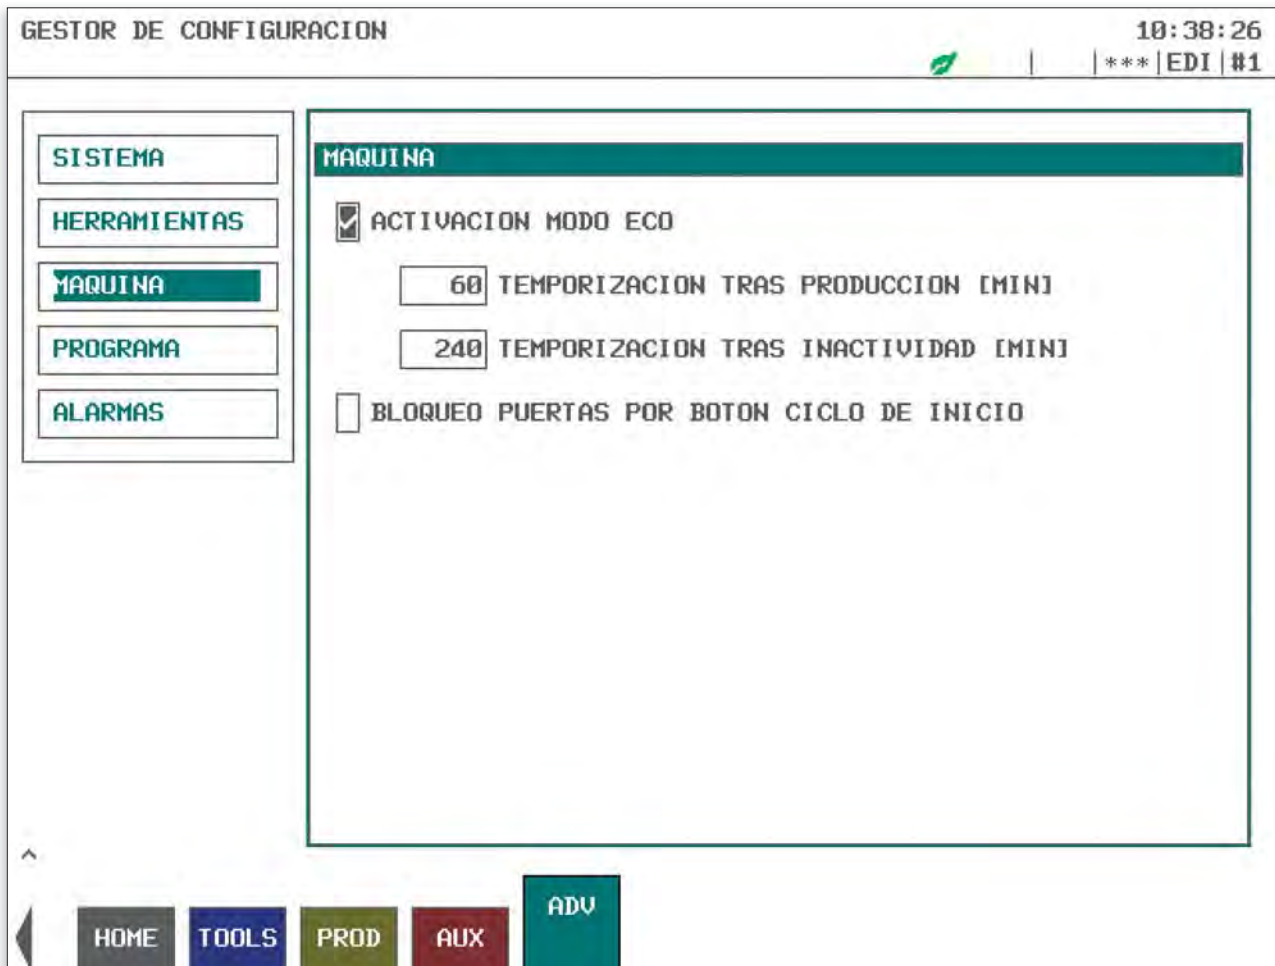 GESTOR DE CONFIGURACION
10:38:26
| |***|EDI|#1
SISTEMA
HERRAMIENTAS
MAQUINA
PROGRAMA
ALARMAS
MAQUINA
ACTIVACION MODO ECO
60 TEMPORIZACION TRAS PRODUCCION [MIN]
240 TEMPORIZACION TRAS INACTIVIDAD [MIN]
BLOQUEO PUERTAS POR BOTON CICLO DE INICIO
^
HOME TOOLS PROD AUX ADV